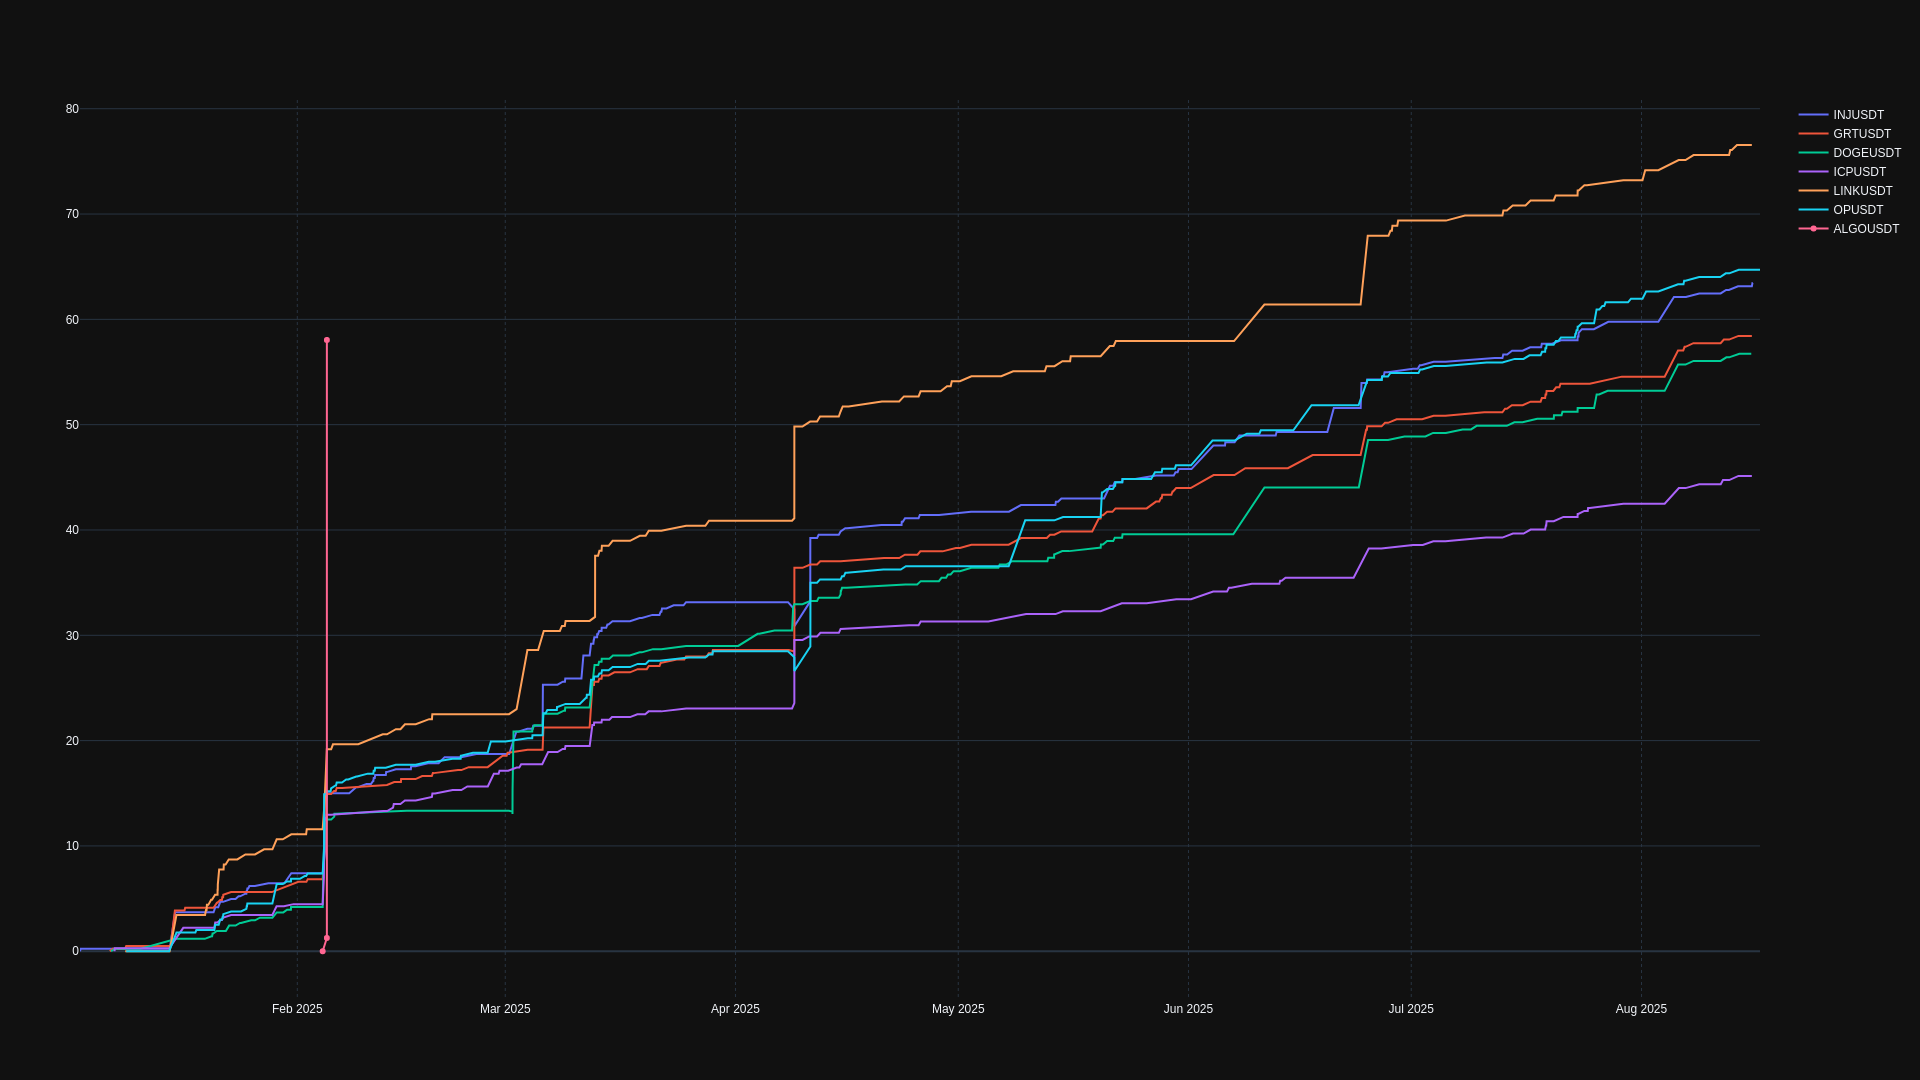 80
70
60
50
40
30
20
10
0
Feb 2025
Mar 2025
Apr 2025
May 2025
Jun 2025
Jul 2025
Aug 2025
INJUSDT
GRTUSDT
DOGEUSDT
ICPUSDT
LINKUSDT
OPUSDT
ALGOUSDT